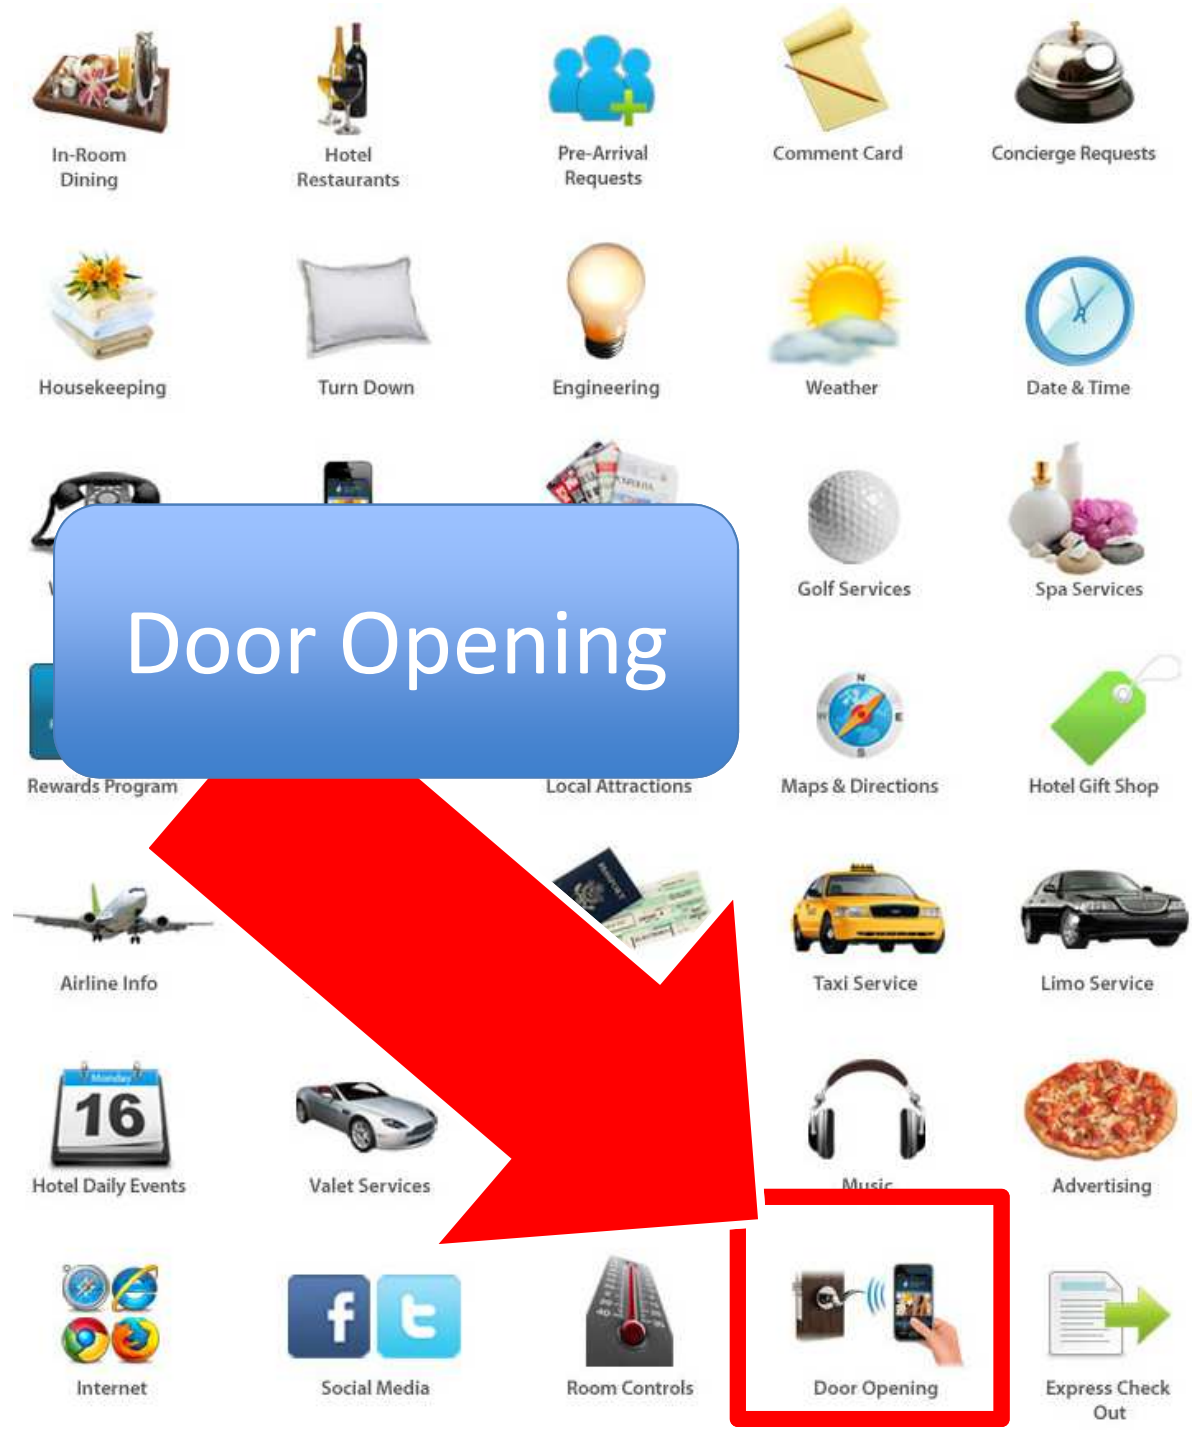 In-Room
Dining
Hotel
Restaurants
Pre-Arrival
Requests
Comment Card
Concierge Requests
Housekeeping
Turn Down
Engineering
Weather
Date & Time
Golf Services
Spa Services
Door Opening
N
E
S
Rewards Program
Local Attractions
Maps & Directions
Hotel Gift Shop
PASSPORT
Airline Info
Taxi Service
Limo Service
Monday
16
Hotel Daily Events
Valet Services
Music
Advertising
f
t
Internet
Social Media
Room Controls
Door Opening
Express Check
Out